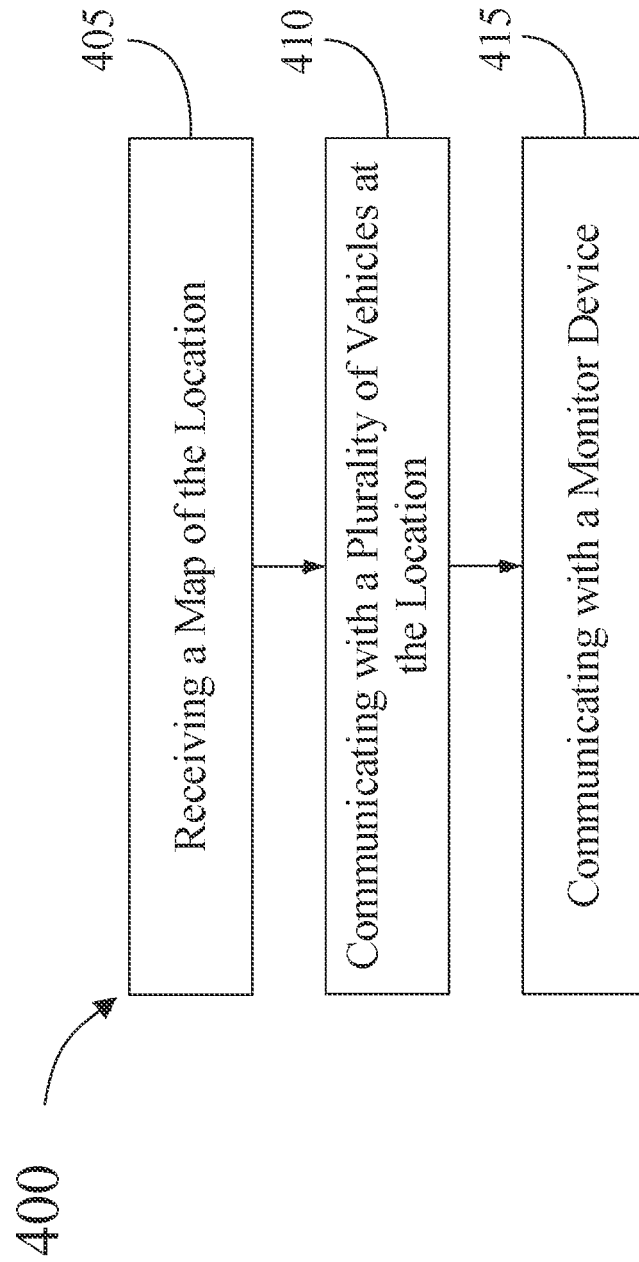 400
Receiving a Map of the Location
405
Communicating with a Plurality of Vehicles at
the Location
410
Communicating with a Monitor Device
415